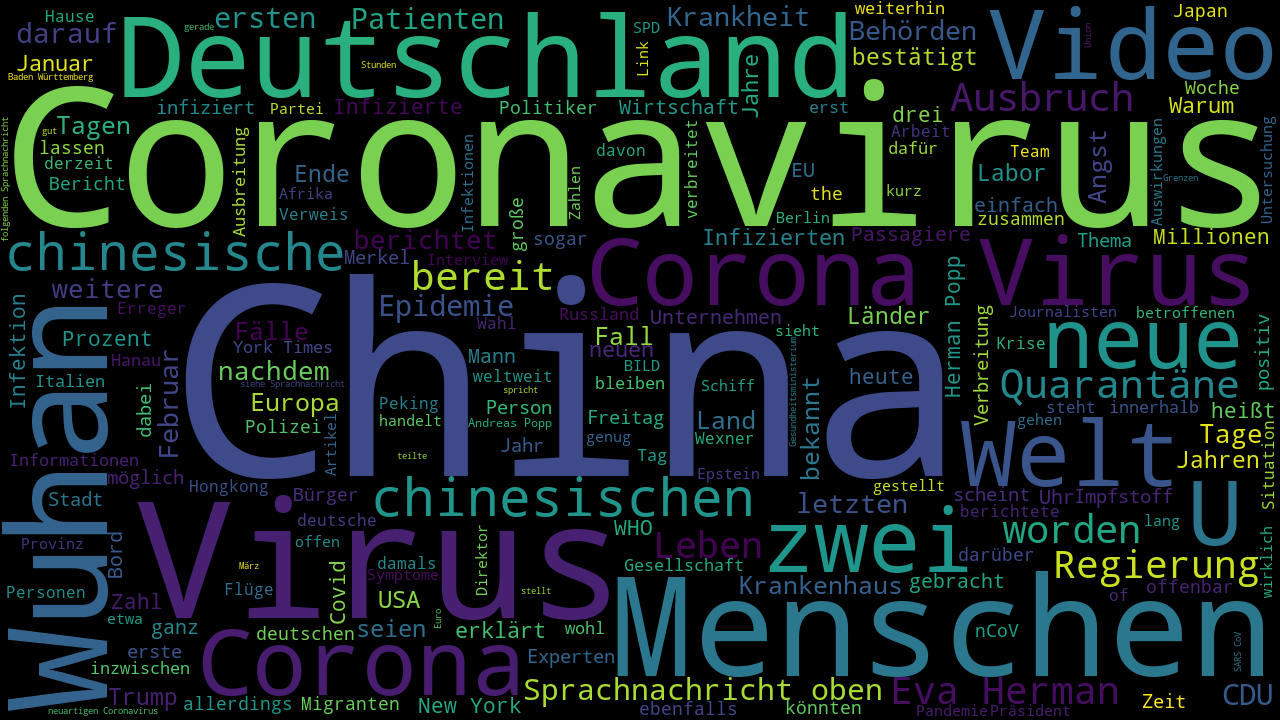 Hause
darauf
Januar
Baden Württemberg
Deutschland
ersten
gerade
Patienten
Stunden
SPD
Link
Krankheit
weiterhin
Behörden
bestätigt
Video
Union
Japan
Jahre
Ausbruch
Woche
Warum
infiziert
Partei
Infizierte
Politiker
Wirtschaft
erst
drei
Arbeit
dafür
Coronavirus
gut
Tagen
lassen
derzeit
Bericht
folgenden Sprachnachricht
Ausbreitung
Ende
Afrika
Verweis
Infektionen
große
davon
Zahlen
verbreitet
EU
the
Berlin
kurz
Team
Labor
einfach
zusammen
Angst
Auswirkungen
Grenzen
Untersuchung
Millionen
chinesische
Merkel
berichtet
Interview
sogar
Infizierten
Passagiere
Thema
weitere
Erreger
bereit
Corona
Virus
Epidemie
Wahl
Russland
Unternehmen
Länder
Herman Popp
Journalisten
betroffenen
Wuhan
Infektion
Prozent
Hanau
Italien
dabei
Februar
Fälle
York Times
siehe Sprachnachricht
nachdem
Europa
Polizei
China
Mann
weltweit
spricht
Fall
neuen
BILD
bleiben
sieht
Gesundheitsministerium
Schiff
heute
Verbreitung
Krise
neue
positiv
Quarantäne
Peking
handelt
Person
Andreas Popp
Freitag
Land
Wexner
bekannt
steht
innerhalb
gehen
heißt
Informationen
möglich
Artikel
teilte
Jahr
genug
Tag
Epstein
Welt
Tage
Jahren
Situation
Stadt
Hongkong
Bürger
chinesischen
gestellt
letzten
scheint
Uhr
Impfstoff
berichtete
U
Provinz
Bord
Virus
deutsche
offen
damals
Symptome
WHO
Leben
Gesellschaft
zwei
darüber
worden
lang
Regierung
wirklich
März
Flüge
Covid
USA
Direktor
stellt
Krankenhaus
gebracht
of
offenbar
Personen
Zahl
etwa
ganz
erste
inzwischen
deutschen
seien
Euro
erklärt
wohl
Menschen
nCoV
SARS CoV
Corona
Experten
Trump
neuartigen Coronavirus
allerdings
Migranten
New York
Sprachnachricht oben
ebenfalls
könnten
Eva Herman
Pandemie
Präsident
Zeit
CDU